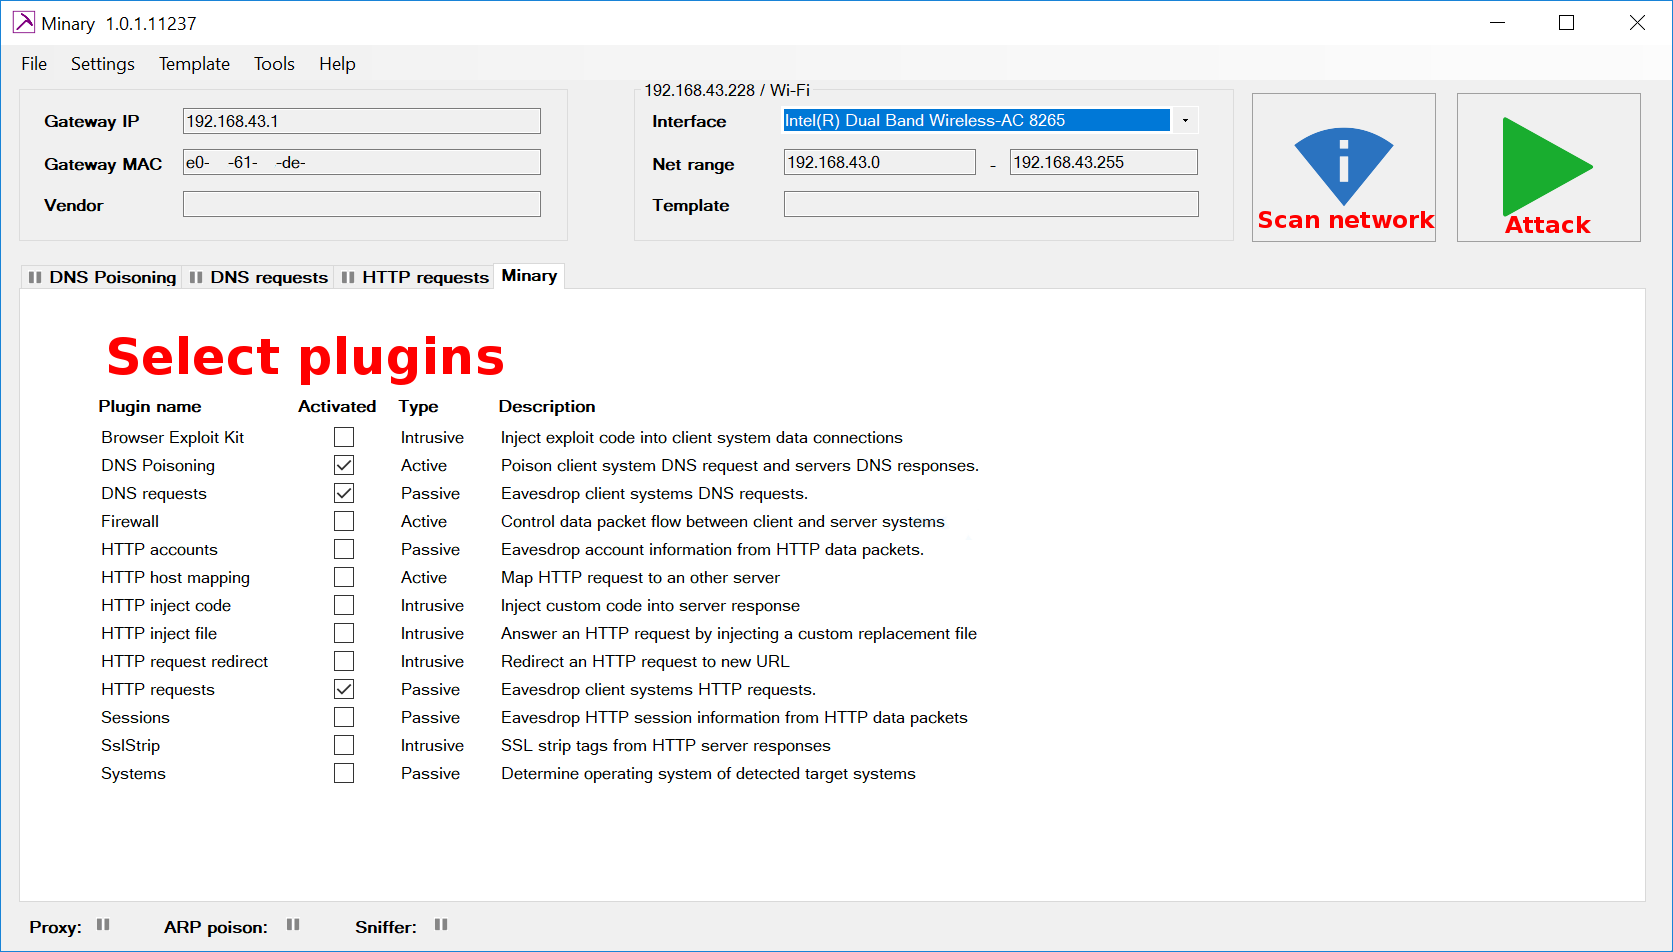 Minary 1.0.1.11237
File Settings Template Tools Help
192.168.43.228 / Wi-Fi
Gateway IP 192.168.43.1
Interface Intel(R) Dual Band Wireless-AC 8265
Gateway MAC e0- -61- -de-
Net range 192.168.43.0 - 192.168.43.255
Vendor
Template
Scan network
Attack
DNS Poisoning DNS requests HTTP requests Minary
Select plugins
Plugin name Activated Type Description
Browser Exploit Kit Intrusive Inject exploit code into client system data connections
DNS Poisoning Active Poison client system DNS request and servers DNS responses.
DNS requests Passive Eavesdrop client systems DNS requests.
Firewall Active Control data packet flow between client and server systems
HTTP accounts Passive Eavesdrop account information from HTTP data packets.
HTTP host mapping Active Map HTTP request to an other server
HTTP inject code Intrusive Inject custom code into server response
HTTP inject file Intrusive Answer an HTTP request by injecting a custom replacement file
HTTP request redirect Intrusive Redirect an HTTP request to new URL
HTTP requests Passive Eavesdrop client systems HTTP requests.
Sessions Passive Eavesdrop HTTP session information from HTTP data packets
SslStrip Intrusive SSL strip tags from HTTP server responses
Systems Passive Determine operating system of detected target systems
Proxy: ARP poison: Sniffer: